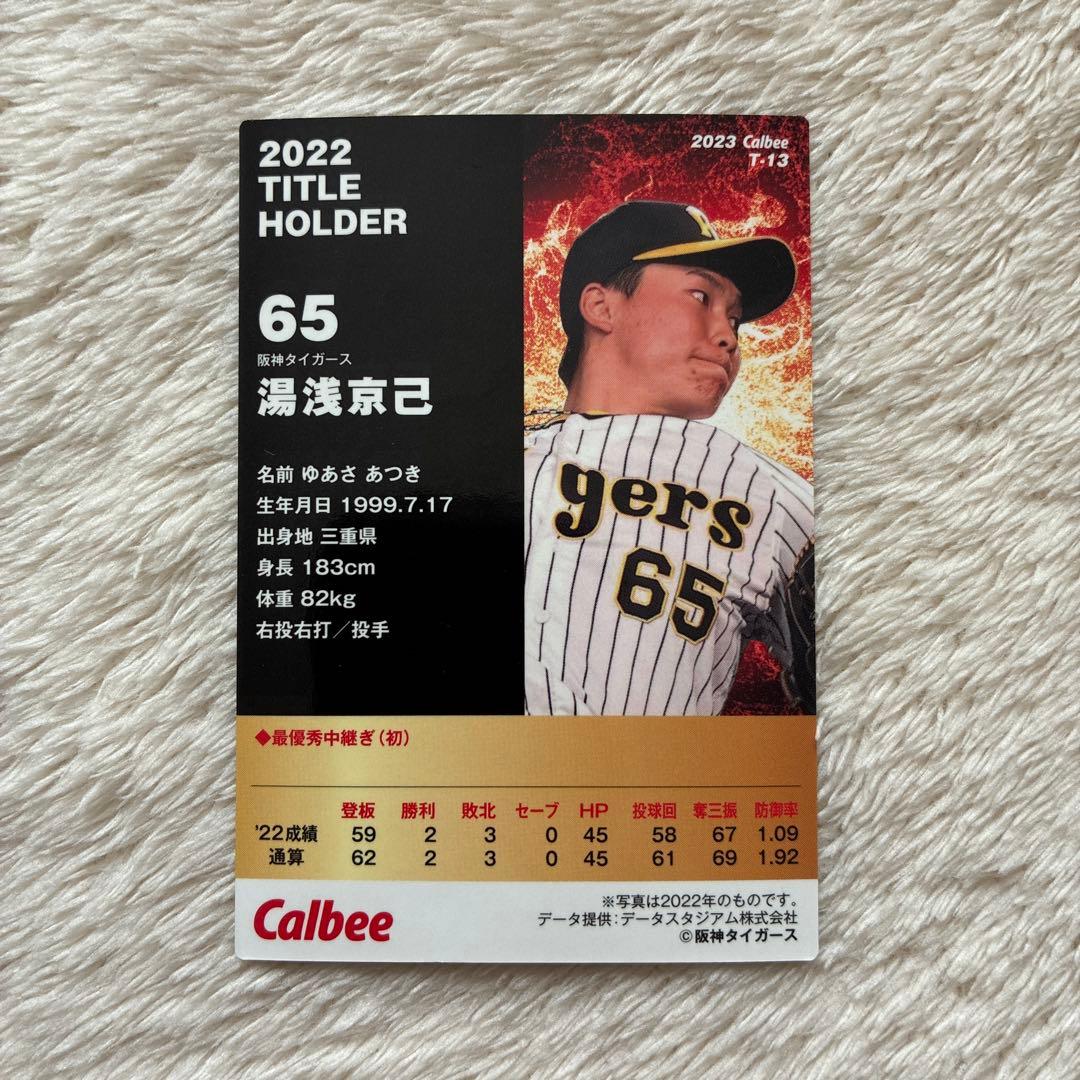 2022
TITLE
HOLDER
2023 Calbee
T-13
65
阪神タイガース
湯浅京己
名前 ゆあさ あつき
生年月日 1999.7.17
出身地 三重県
身長 183cm
体重 82kg
右投右打／投手
gers
65
◆最優秀中継ぎ(初)
登板 勝利 敗北 セーブ HP 投球回 奪三振 防御率
'22成績 59 2 3 0 45 58 67 1.09
通算 62 2 3 0 45 61 69 1.92
Calbee
※写真は2022年のものです。
データ提供:データスタジアム株式会社
©阪神タイガース